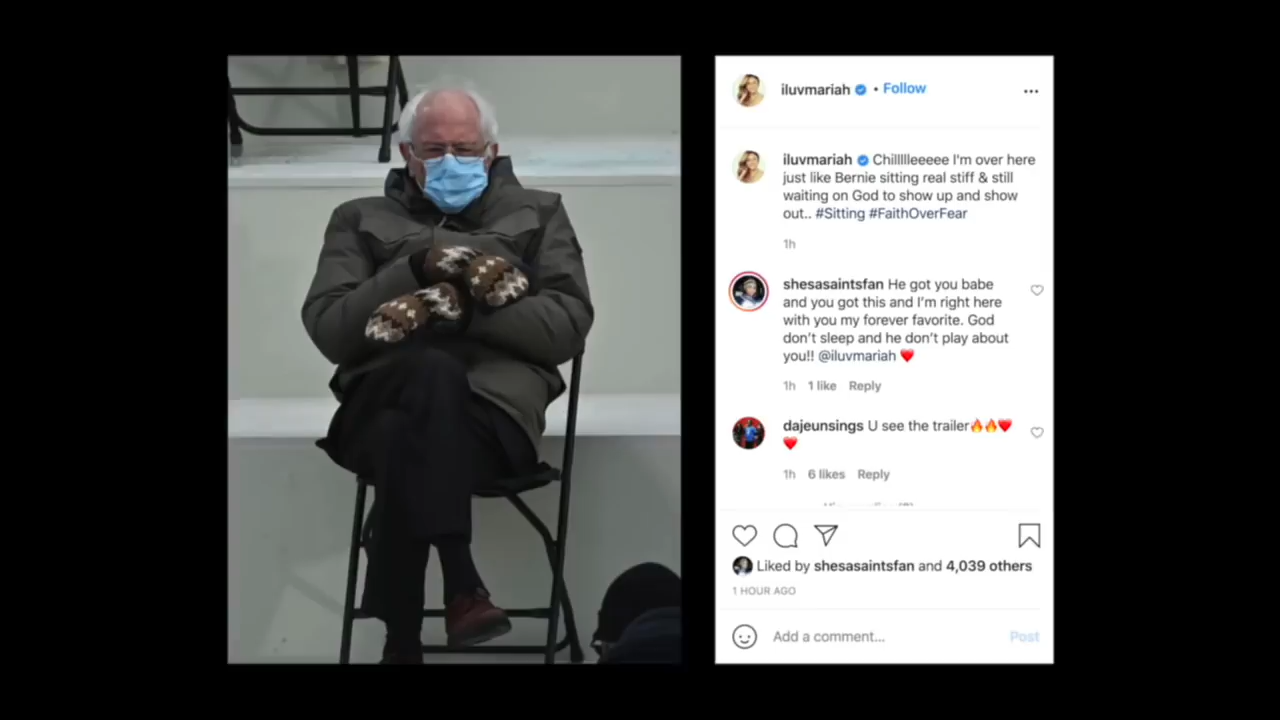 iluvmariah • Follow
iluvmariah Chilllleeeee I'm over here
just like Bernie sitting real stiff & still
waiting on God to show up and show
out.. #Sitting #FaithOverFear
1h
shesasaintsfan He got you babe
and you got this and I'm right here
with you my forever favorite. God
don't sleep and he don't play about
you!! @iluvmariah ❤️
1h 1 like Reply
dajeunsings U see the trailer🔥🔥❤️
❤️
1h 6 likes Reply
Liked by shesasaintsfan and 4,039 others
1 HOUR AGO
Add a comment... Post